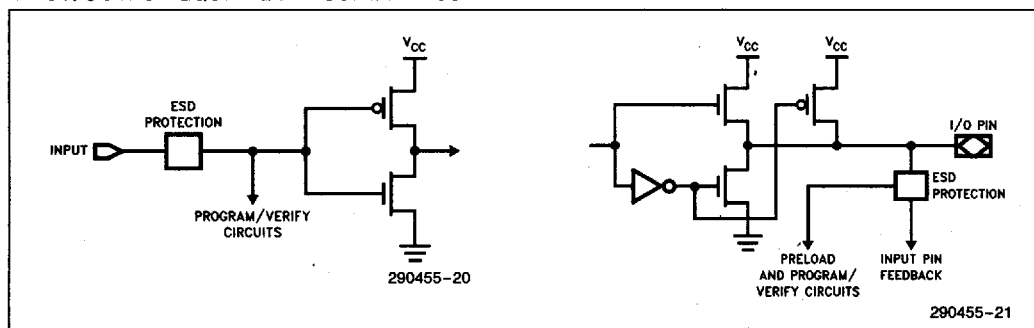 ESD
PROTECTION
INPUT
PROGRAM/VERIFY
CIRCUITS
VCC
290455-20
VCC
VCC
I/O PIN
ESD
PROTECTION
PRELOAD
AND PROGRAM/
VERIFY CIRCUITS
INPUT PIN
FEEDBACK
290455-21